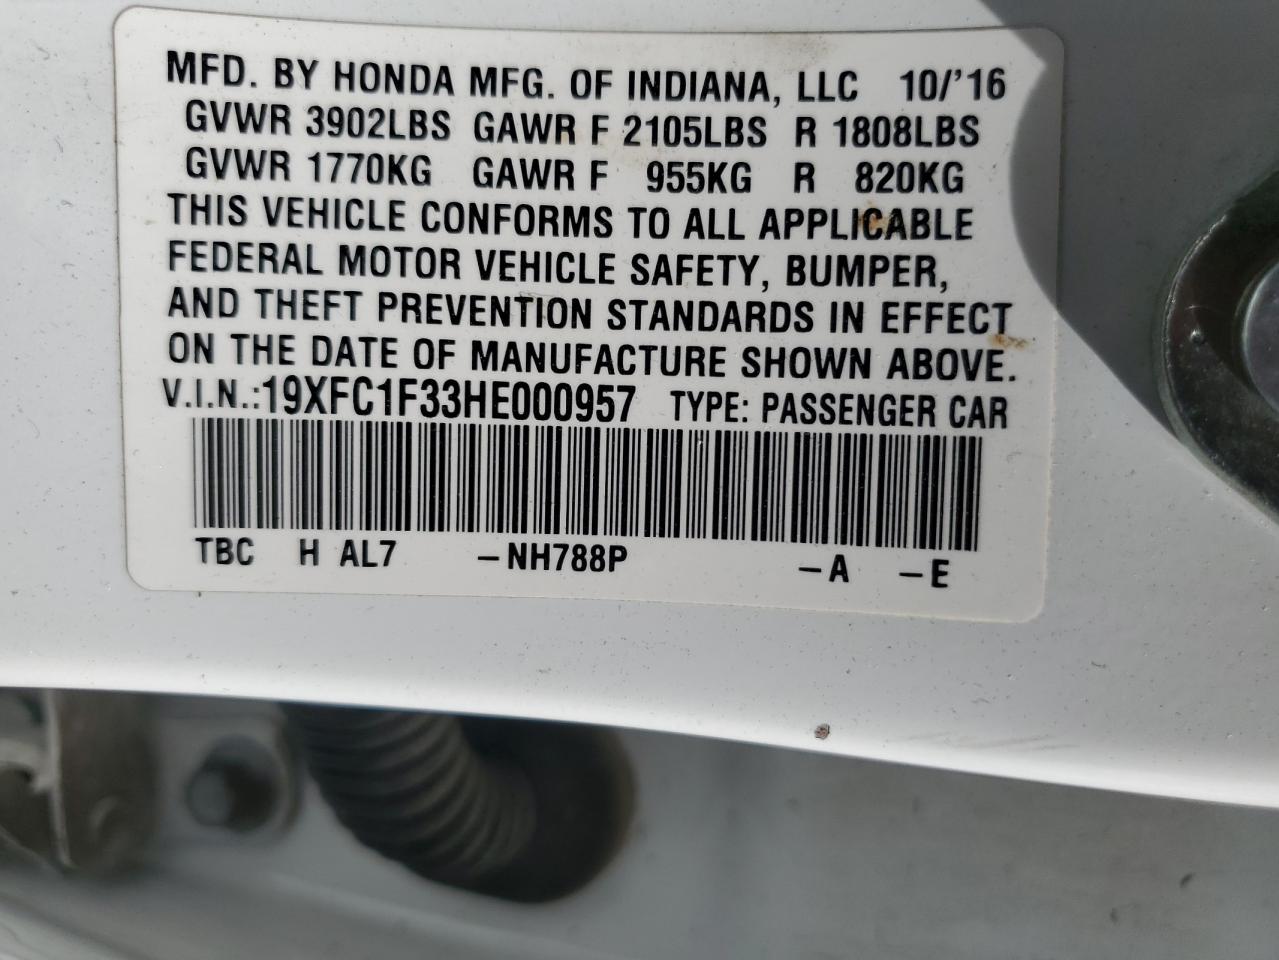 MFD. BY HONDA MFG. OF INDIANA, LLC 10/'16
GVWR 3902LBS GAWR F 2105LBS R 1808LBS
GVWR 1770KG GAWR F 955KG R 820KG
THIS VEHICLE CONFORMS TO ALL APPLICABLE
FEDERAL MOTOR VEHICLE SAFETY, BUMPER,
AND THEFT PREVENTION STANDARDS IN EFFECT
ON THE DATE OF MANUFACTURE SHOWN ABOVE.
V.I.N.:19XFC1F33HE000957 TYPE: PASSENGER CAR
TBC H AL7 –NH788P –A –E